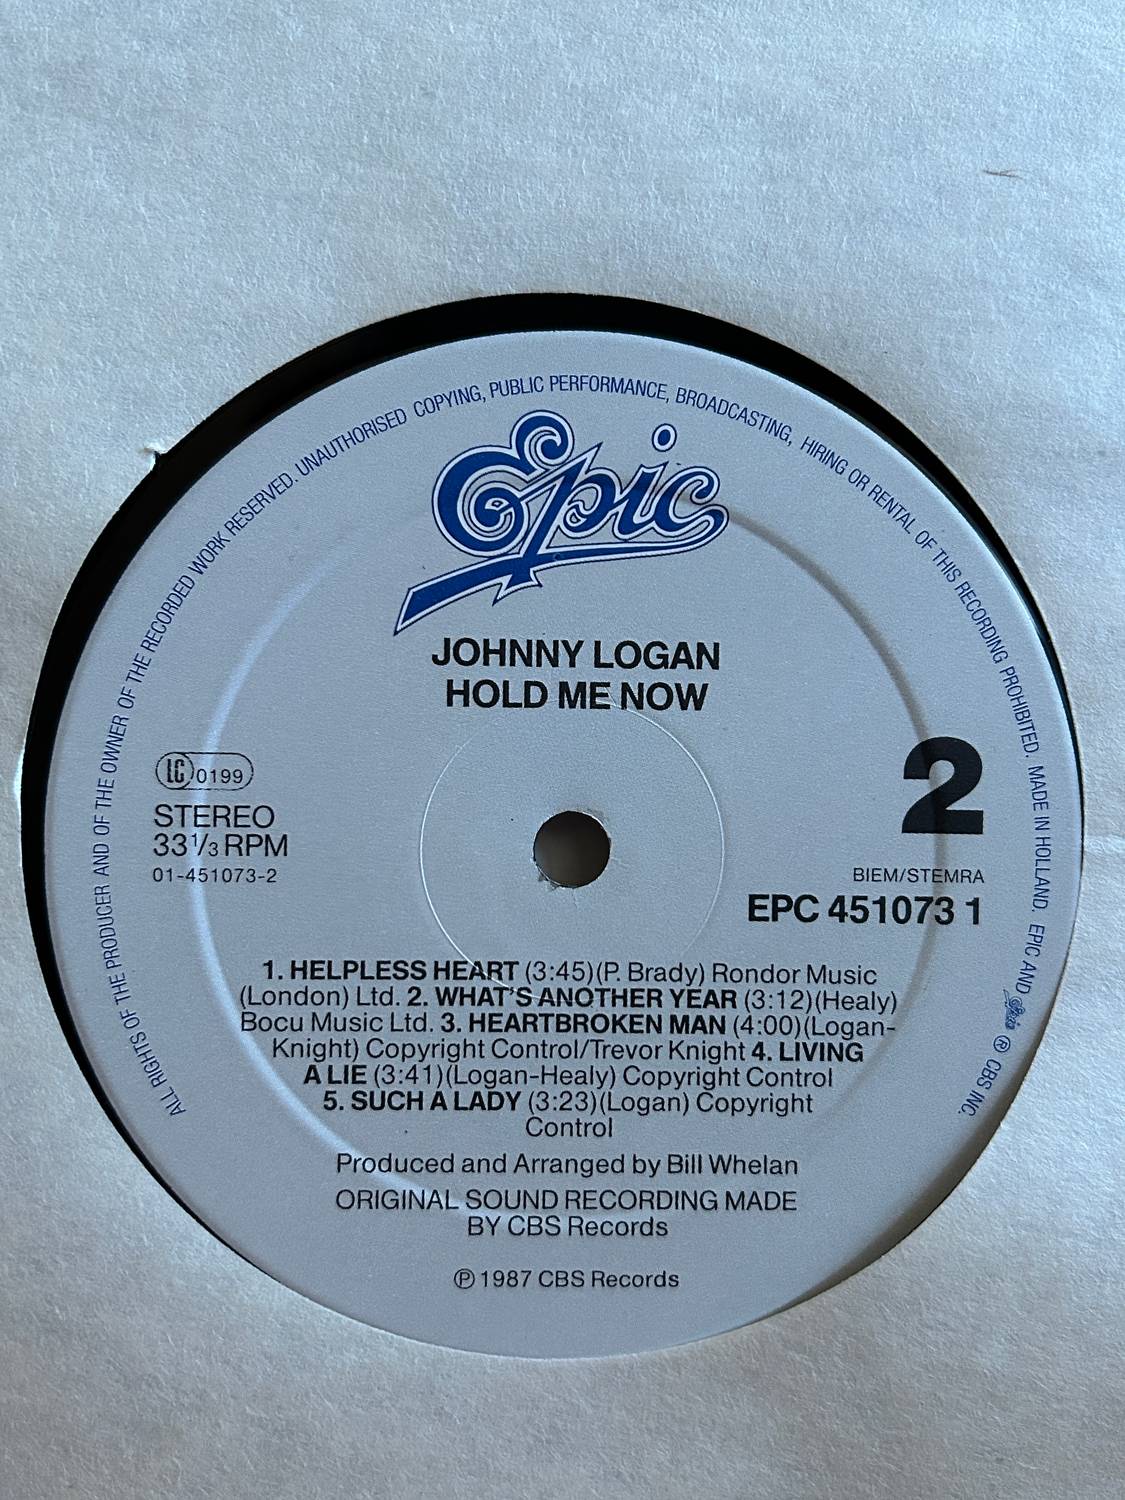 ALL RIGHTS OF THE PRODUCER AND OF THE OWNER OF THE RECORDED WORK RESERVED. UNAUTHORISED COPYING, PUBLIC PERFORMANCE, BROADCASTING, HIRING OR RENTAL OF THIS RECORDING PROHIBITED. MADE IN HOLLAND. EPIC AND Epic ® CBS INC.
Epic
JOHNNY LOGAN
HOLD ME NOW
LC 0199
STEREO
33 1/3 RPM
01-451073-2
2
BIEM/STEMRA
EPC 451073 1
1. HELPLESS HEART (3:45)(P. Brady) Rondor Music
(London) Ltd. 2. WHAT'S ANOTHER YEAR (3:12)(Healy)
Bocu Music Ltd. 3. HEARTBROKEN MAN (4:00)(Logan-
Knight) Copyright Control/Trevor Knight 4. LIVING
A LIE (3:41)(Logan-Healy) Copyright Control
5. SUCH A LADY (3:23)(Logan) Copyright
Control
Produced and Arranged by Bill Whelan
ORIGINAL SOUND RECORDING MADE
BY CBS Records
℗ 1987 CBS Records